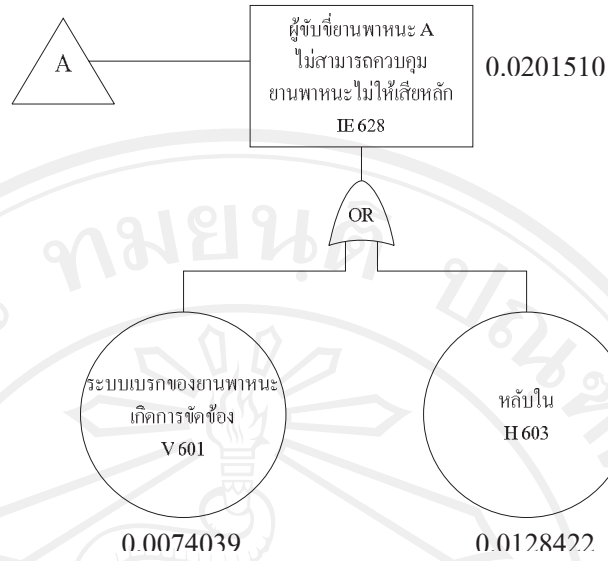 A
ผู้ขับขี่ยานพาหนะ A
ไม่สามารถควบคุม
ยานพาหนะไม่ให้เสียหลัก
IE 628
0.0201510
OR
ระบบเบรกของยานพาหนะ
เกิดการขัดข้อง
V 601
0.0074039
หลับใน
H 603
0.0128422